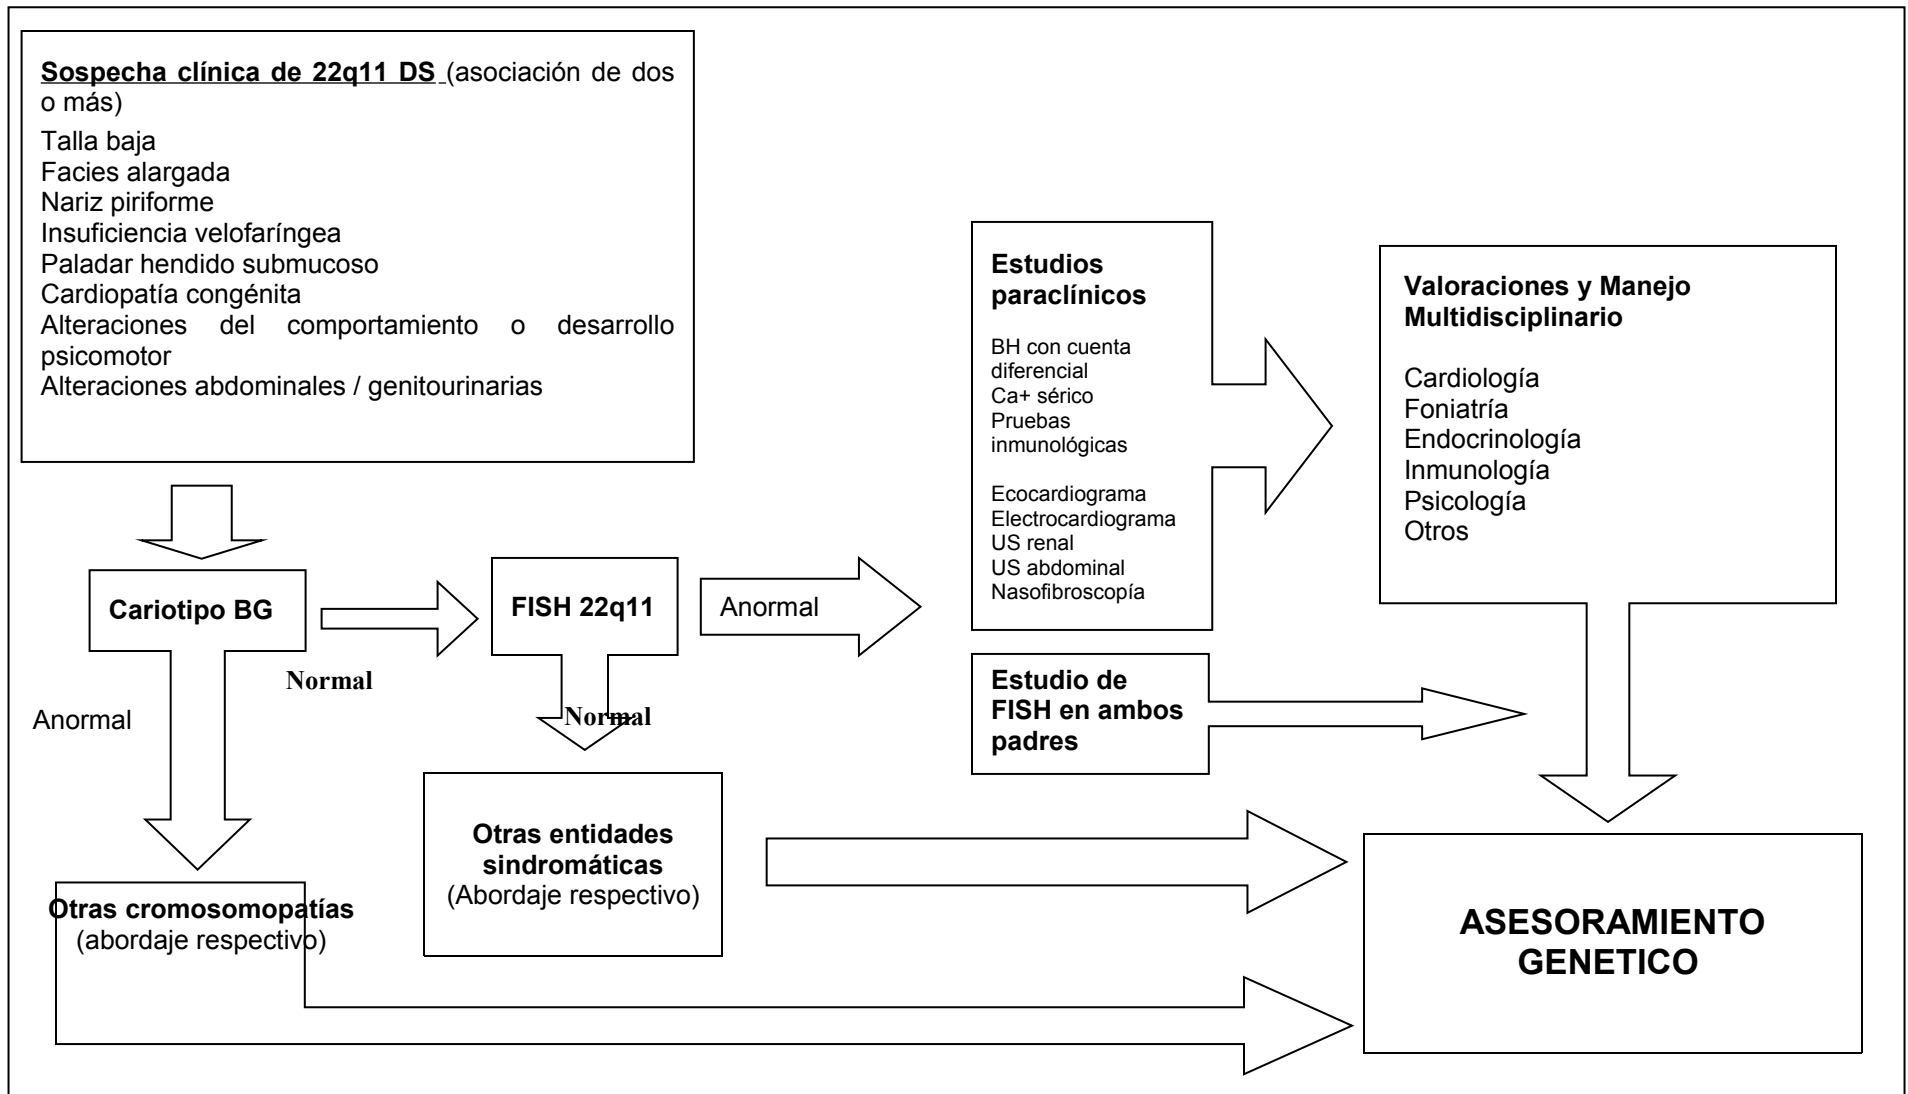 Sospecha clínica de 22q11 DS (asociación de dos
o más)
Talla baja
Facies alargada
Nariz piriforme
Insuficiencia velofaríngea
Paladar hendido submucoso
Cardiopatía congénita
Alteraciones del comportamiento o desarrollo
psicomotor
Alteraciones abdominales / genitourinarias
Cariotipo BG
Normal
Anormal
FISH 22q11
Anormal
Normal
Otras cromosomopatías
(abordaje respectivo)
Otras entidades
sindromáticas
(Abordaje respectivo)
Estudios
paraclínicos
BH con cuenta
diferencial
Ca+ sérico
Pruebas
inmunológicas
Ecocardiograma
Electrocardiograma
US renal
US abdominal
Nasofibroscopía
Estudio de
FISH en ambos
padres
Valoraciones y Manejo
Multidisciplinario
Cardiología
Foniatría
Endocrinología
Inmunología
Psicología
Otros
ASESORAMIENTO
GENETICO